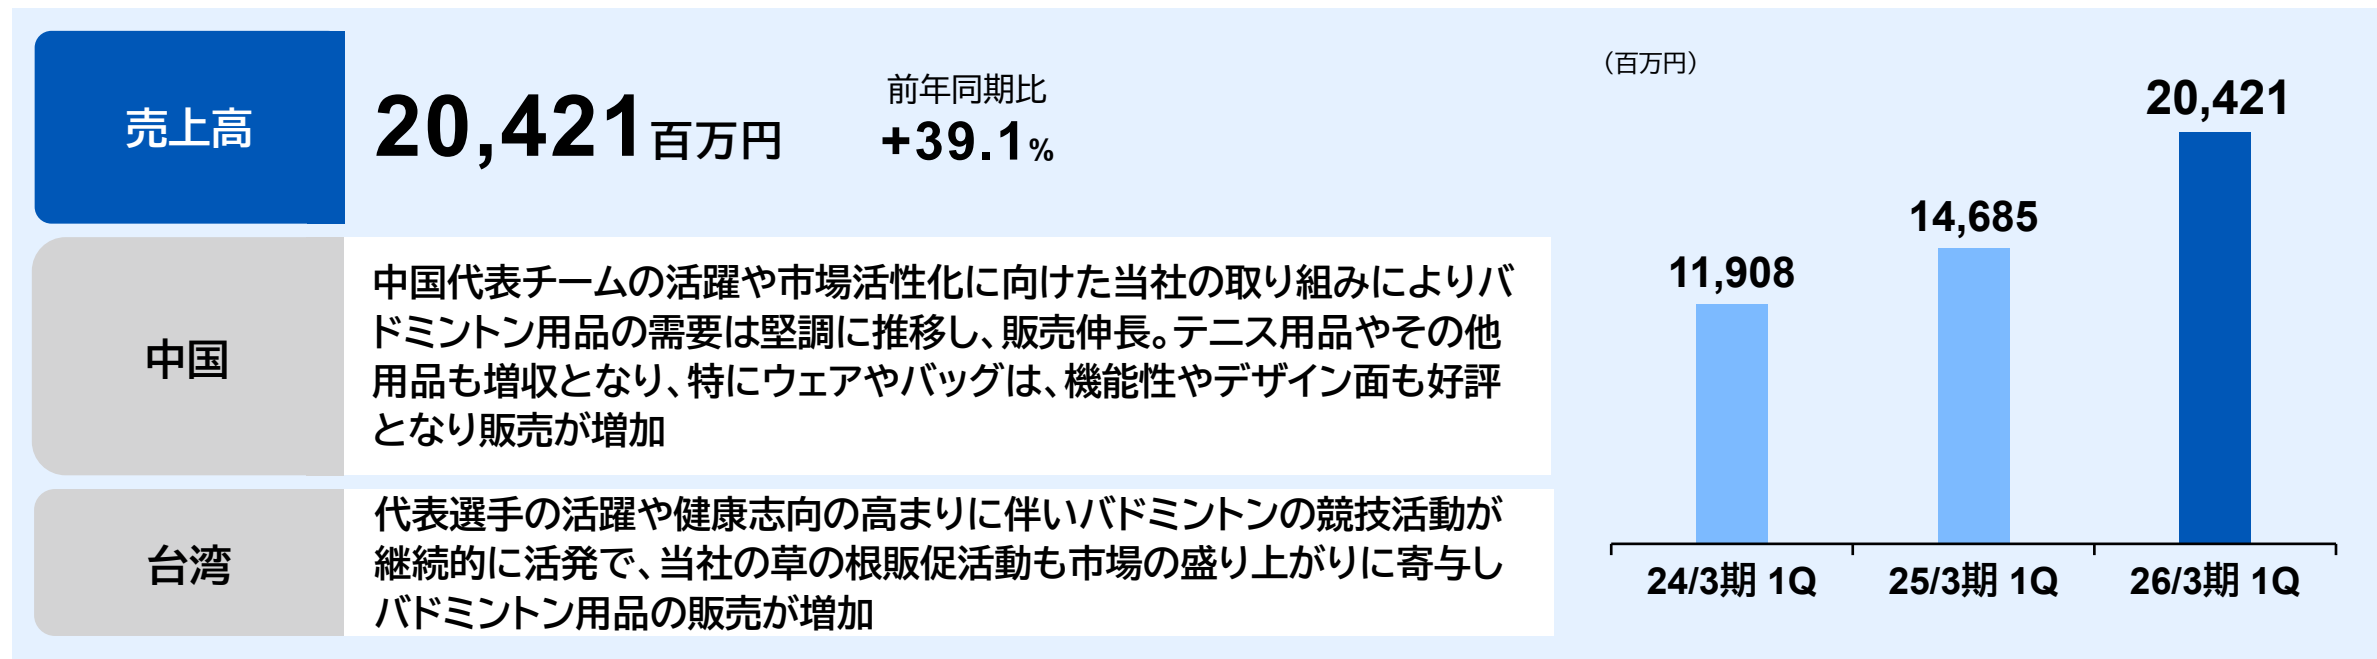 売上高
20,421百万円
前年同期比
+39.1%
中国
中国代表チームの活躍や市場活性化に向けた当社の取り組みによりバ
ドミントン用品の需要は堅調に推移し、販売伸長。テニス用品やその他
用品も増収となり、特にウェアやバッグは、機能性やデザイン面も好評
となり販売が増加
台湾
代表選手の活躍や健康志向の高まりに伴いバドミントンの競技活動が
継続的に活発で、当社の草の根販促活動も市場の盛り上がりに寄与し
バドミントン用品の販売が増加
（百万円）
11,908
14,685
20,421
24/3期 1Q
25/3期 1Q
26/3期 1Q